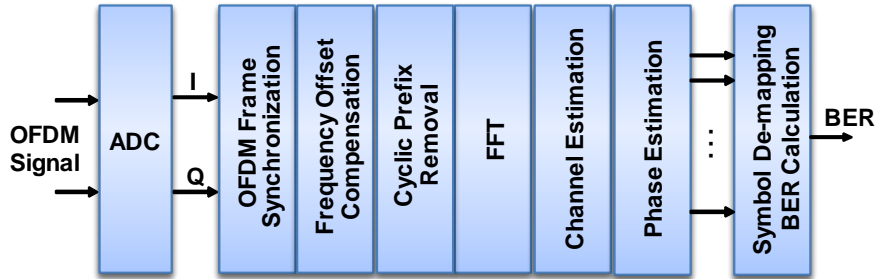 OFDM
Signal
ADC
I
Q
OFDM Frame
Synchronization
Frequency Offset
Compensation
Cyclic Prefix
Removal
FFT
Channel Estimation
Phase Estimation
...
Symbol De-mapping
BER Calculation
BER